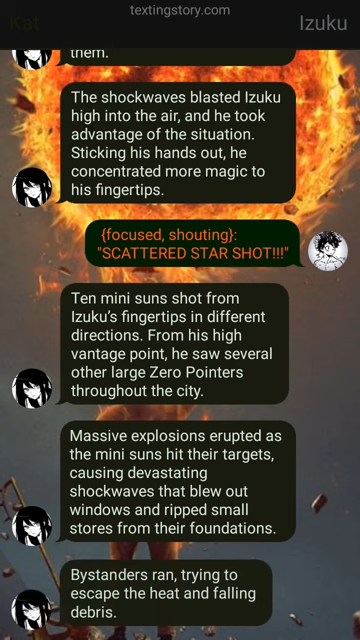 textingstory.com
Kat
Izuku
them.
The shockwaves blasted Izuku
high into the air, and he took
advantage of the situation.
Sticking his hands out, he
concentrated more magic to
his fingertips.
{focused, shouting}:
"SCATTERED STAR SHOT!!!"
Ten mini suns shot from
Izuku’s fingertips in different
directions. From his high
vantage point, he saw several
other large Zero Pointers
throughout the city.
Massive explosions erupted as
the mini suns hit their targets,
causing devastating
shockwaves that blew out
windows and ripped small
stores from their foundations.
Bystanders ran, trying to
escape the heat and falling
debris.